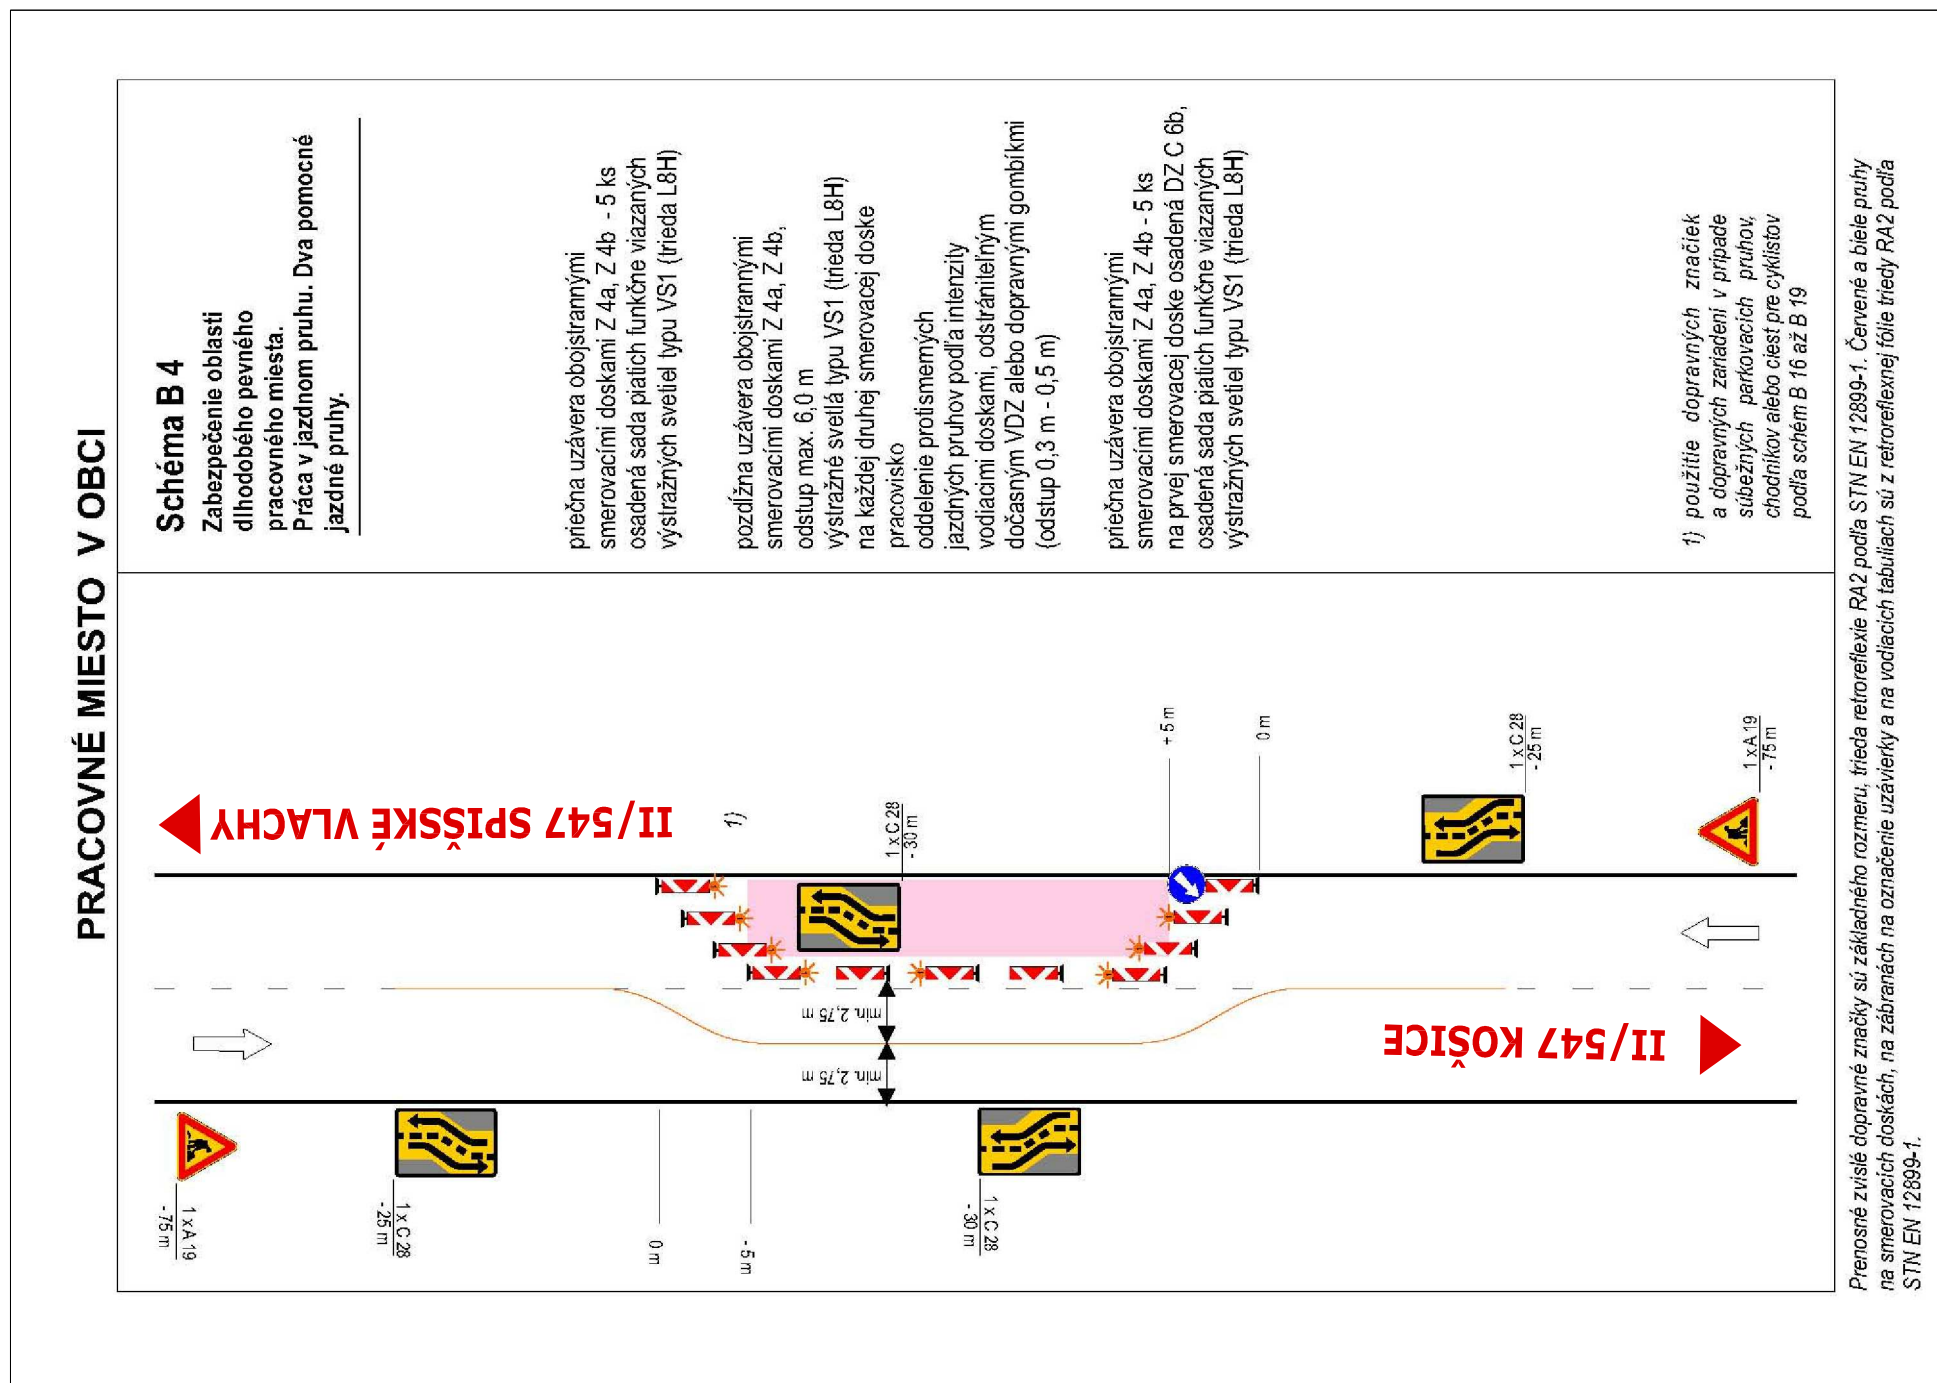 PRACOVNÉ MIESTO V OBCI
Schéma B 4
Zabezpečenie oblasti
dlhodobého pevného
pracovného miesta.
Práca v jazdnom pruhu. Dva pomocné
jazdné pruhy.
priečna uzávera obojstrannými
smerovacími doskami Z 4a, Z 4b - 5 ks
osadená sada piatich funkčne viazaných
výstražných svetiel typu VS1 (trieda L8H)
pozdĺžna uzávera obojstrannými
smerovacími doskami Z 4a, Z 4b,
odstup max. 6,0 m
výstražné svetlá typu VS1 (trieda L8H)
na každej druhej smerovacej doske
pracovisko
oddelenie protismerných
jazdných pruhov podľa intenzity
vodiacimi doskami, odstrániteľným
dočasným VDZ alebo dopravnými gombíkmi
(odstup 0,3 m - 0,5 m)
priečna uzávera obojstrannými
smerovacími doskami Z 4a, Z 4b - 5 ks
na prvej smerovacej doske osadená DZ C 6b,
osadená sada piatich funkčne viazaných
výstražných svetiel typu VS1 (trieda L8H)
1) použitie dopravných značiek
a dopravných zariadení v prípade
súbežných parkovacích pruhov,
chodníkov alebo ciest pre cyklistov
podľa schém B 16 až B 19
II/547 SPIŠSKÉ VLACHY
1)
1 x C 28
- 30 m
+ 5 m
0 m
1 x C 28
- 25 m
1 x A 19
- 75 m
min. 2,75 m
min. 2,75 m
II/547 KOŠICE
1 x A 19
- 75 m
1 x C 28
- 25 m
0 m
- 5 m
1 x C 28
- 30 m
Prenosné zvislé dopravné značky sú základného rozmeru, trieda retroreflexie RA2 podľa STN EN 12899-1. Červené a biele pruhy
na smerovacích doskách, na zábranách na označenie uzávierky a na vodiacich tabuliach sú z retroreflexnej fólie triedy RA2 podľa
STN EN 12899-1.